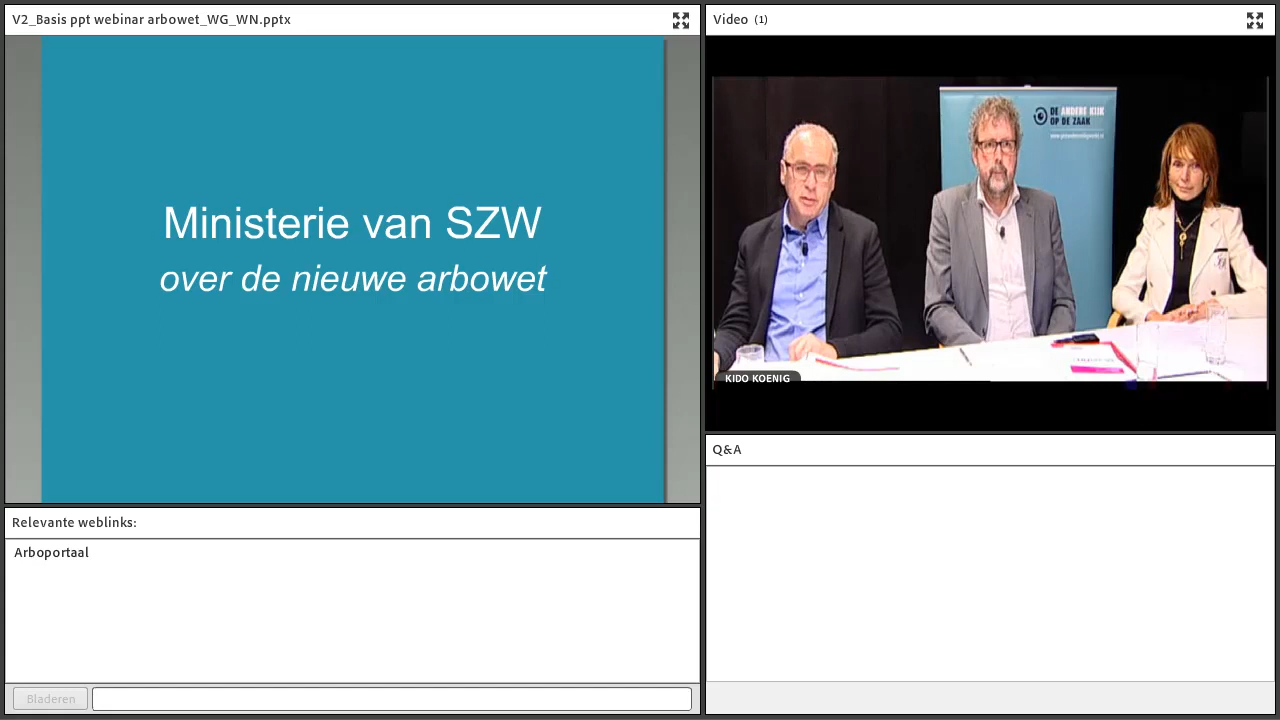 V2_Basis ppt webinar arbowet_WG_WN.pptx
Ministerie van SZW
over de nieuwe arbowet
Relevante weblinks:
Arboportaal
Bladeren
Video (1)
DE ANDERE KIJK
OP DE ZAAK
KIDO KOENIG
Q&A